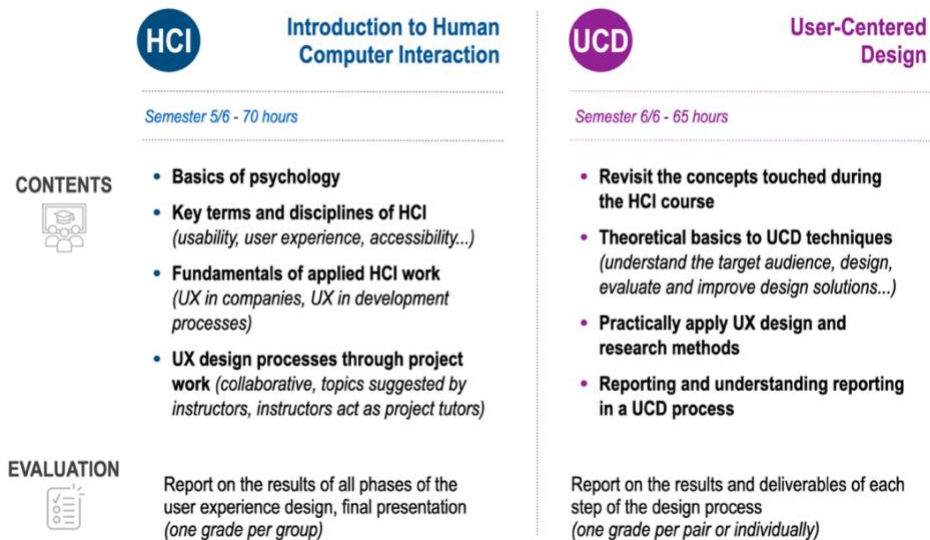 HCI
Introduction to Human
Computer Interaction
Semester 5/6 - 70 hours
UCD
User-Centered
Design
Semester 6/6 - 65 hours
CONTENTS
• Basics of psychology
• Key terms and disciplines of HCI
(usability, user experience, accessibility...)
• Fundamentals of applied HCI work
(UX in companies, UX in development
processes)
• UX design processes through project
work (collaborative, topics suggested by
instructors, instructors act as project tutors)
• Revisit the concepts touched during
the HCI course
• Theoretical basics to UCD techniques
(understand the target audience, design,
evaluate and improve design solutions...)
• Practically apply UX design and
research methods
• Reporting and understanding reporting
in a UCD process
EVALUATION
Report on the results of all phases of the
user experience design, final presentation
(one grade per group)
Report on the results and deliverables of each
step of the design process
(one grade per pair or individually)